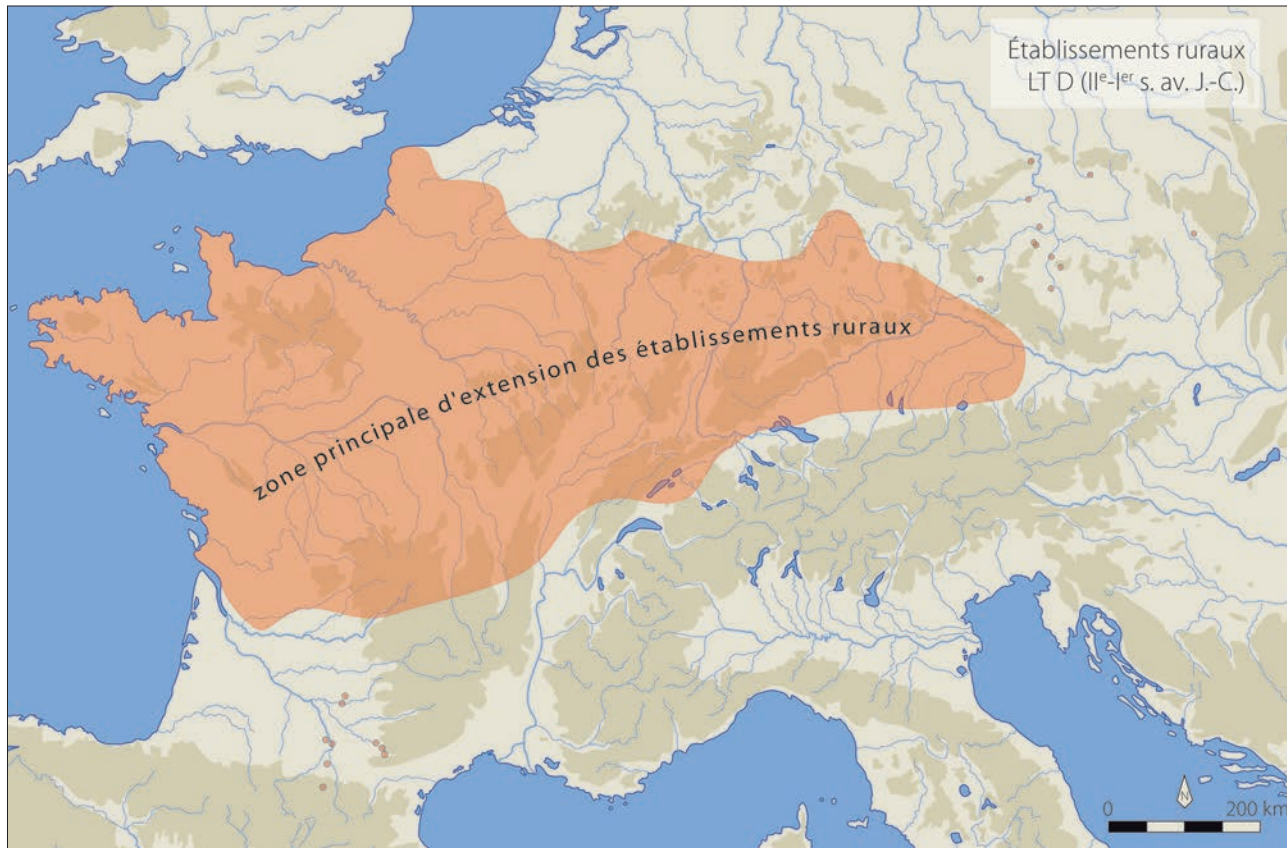 Établissements ruraux
LT D (IIᵉ-Iᵉʳ s. av. J.-C.)
zone principale d'extension des établissements ruraux
N
0 200 km